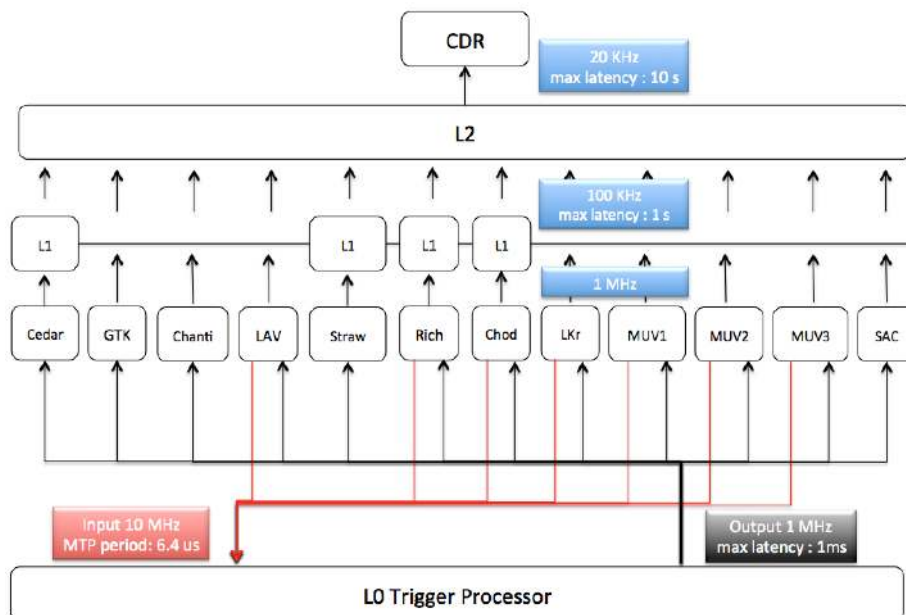 CDR
20 KHz
max latency : 10 s
L2
100 KHz
max latency : 1 s
L1
L1
L1
L1
1 MHz
Cedar
GTK
Chanti
LAV
Straw
Rich
Chod
LKr
MUV1
MUV2
MUV3
SAC
Input 10 MHz
MTP period: 6.4 us
Output 1 MHz
max latency : 1ms
L0 Trigger Processor